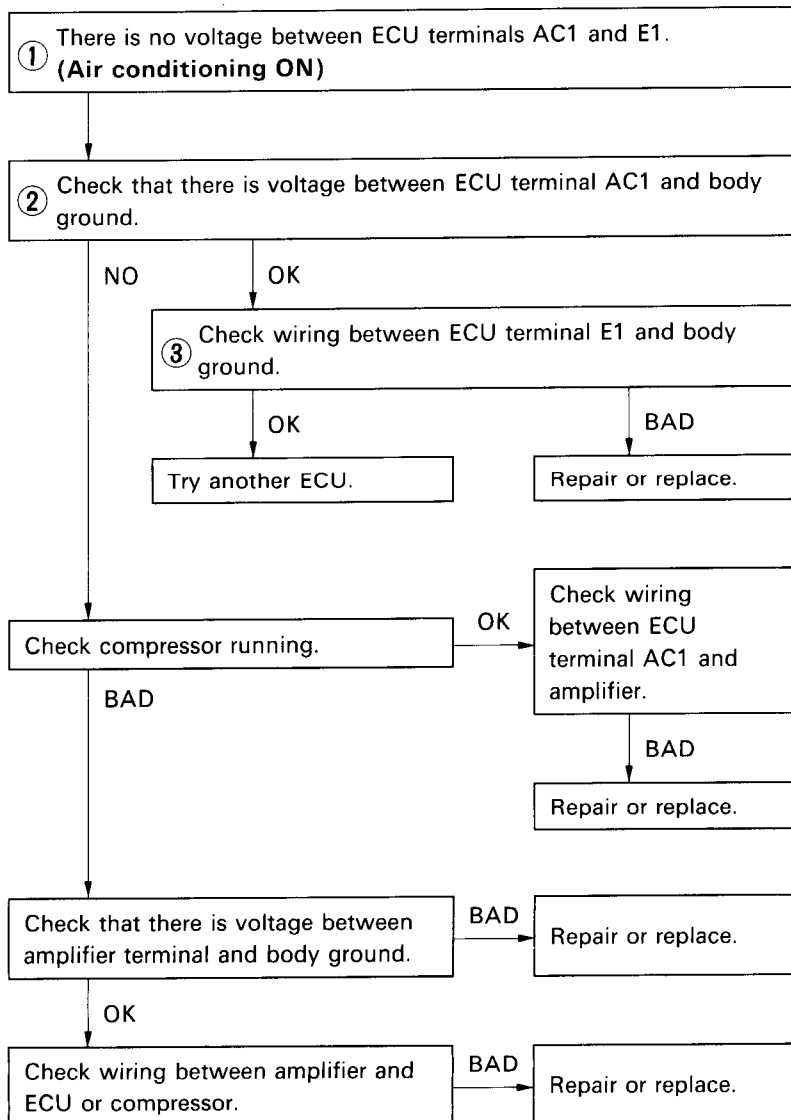 ① There is no voltage between ECU terminals AC1 and E1.
(Air conditioning ON)
② Check that there is voltage between ECU terminal AC1 and body
ground.
NO
OK
③ Check wiring between ECU terminal E1 and body
ground.
OK
BAD
Try another ECU.
Repair or replace.
Check compressor running.
OK
Check wiring
between ECU
terminal AC1 and
amplifier.
BAD
BAD
Repair or replace.
Check that there is voltage between
amplifier terminal and body ground.
BAD
Repair or replace.
OK
Check wiring between amplifier and
ECU or compressor.
BAD
Repair or replace.